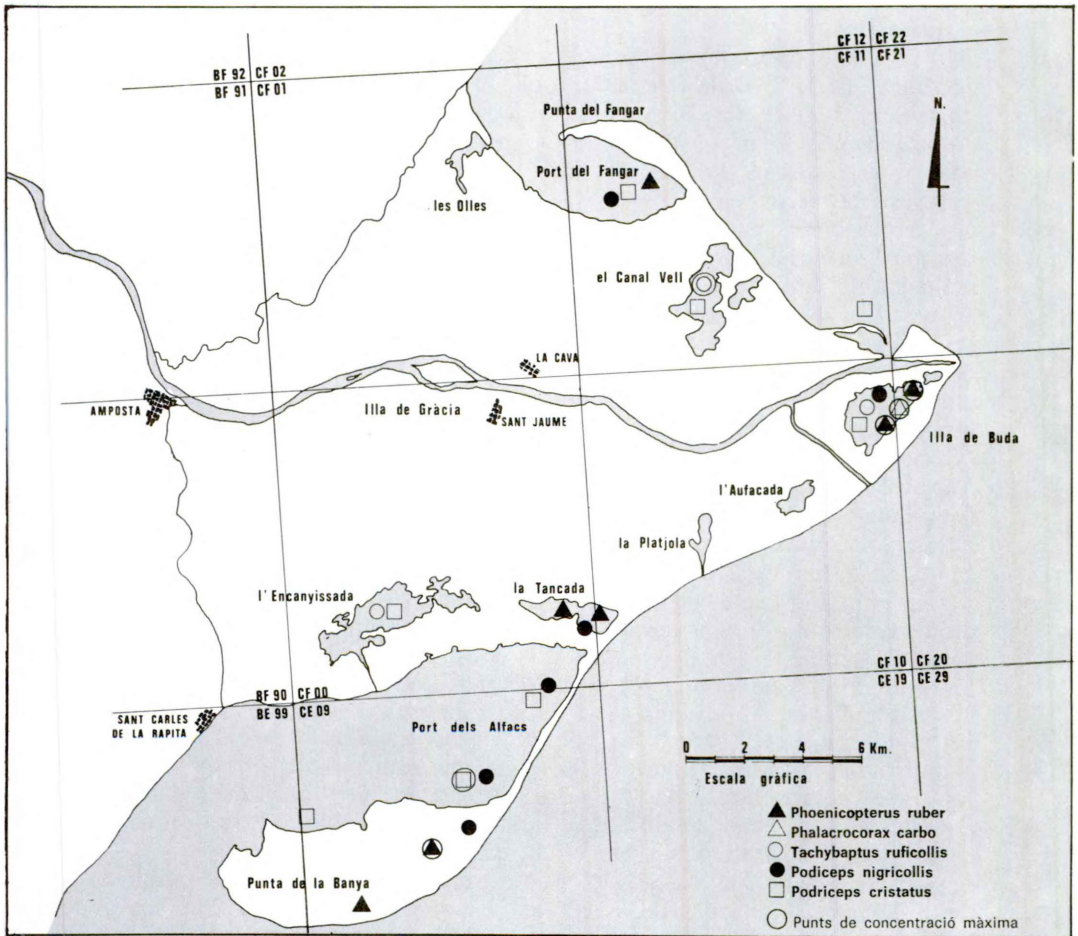 CF 12 CF 22
CF 11 CF 21
BF 92 CF 02
BF 91 CF 01
N.
Punta del Fangar
Port del Fangar
les Olles
el Canal Vell
LA CAVA
AMPOSTA
Illa de Gràcia
SANT JAUME
Illa de Buda
l'Aufacada
la Platjola
l'Encanyissada
la Tancada
CF 10 CF 20
CE 19 CE 29
BF 90 CF 00
BE 99 CE 09
SANT CARLES
DE LA RAPITA
Port dels Alfacs
0 2 4 6 Km.
Escala gràfica
Phoenicopterus ruber
Phalacrocorax carbo
Tachybaptus ruficollis
Podiceps nigricollis
Podriceps cristatus
Punts de concentració màxima
Punta de la Banya